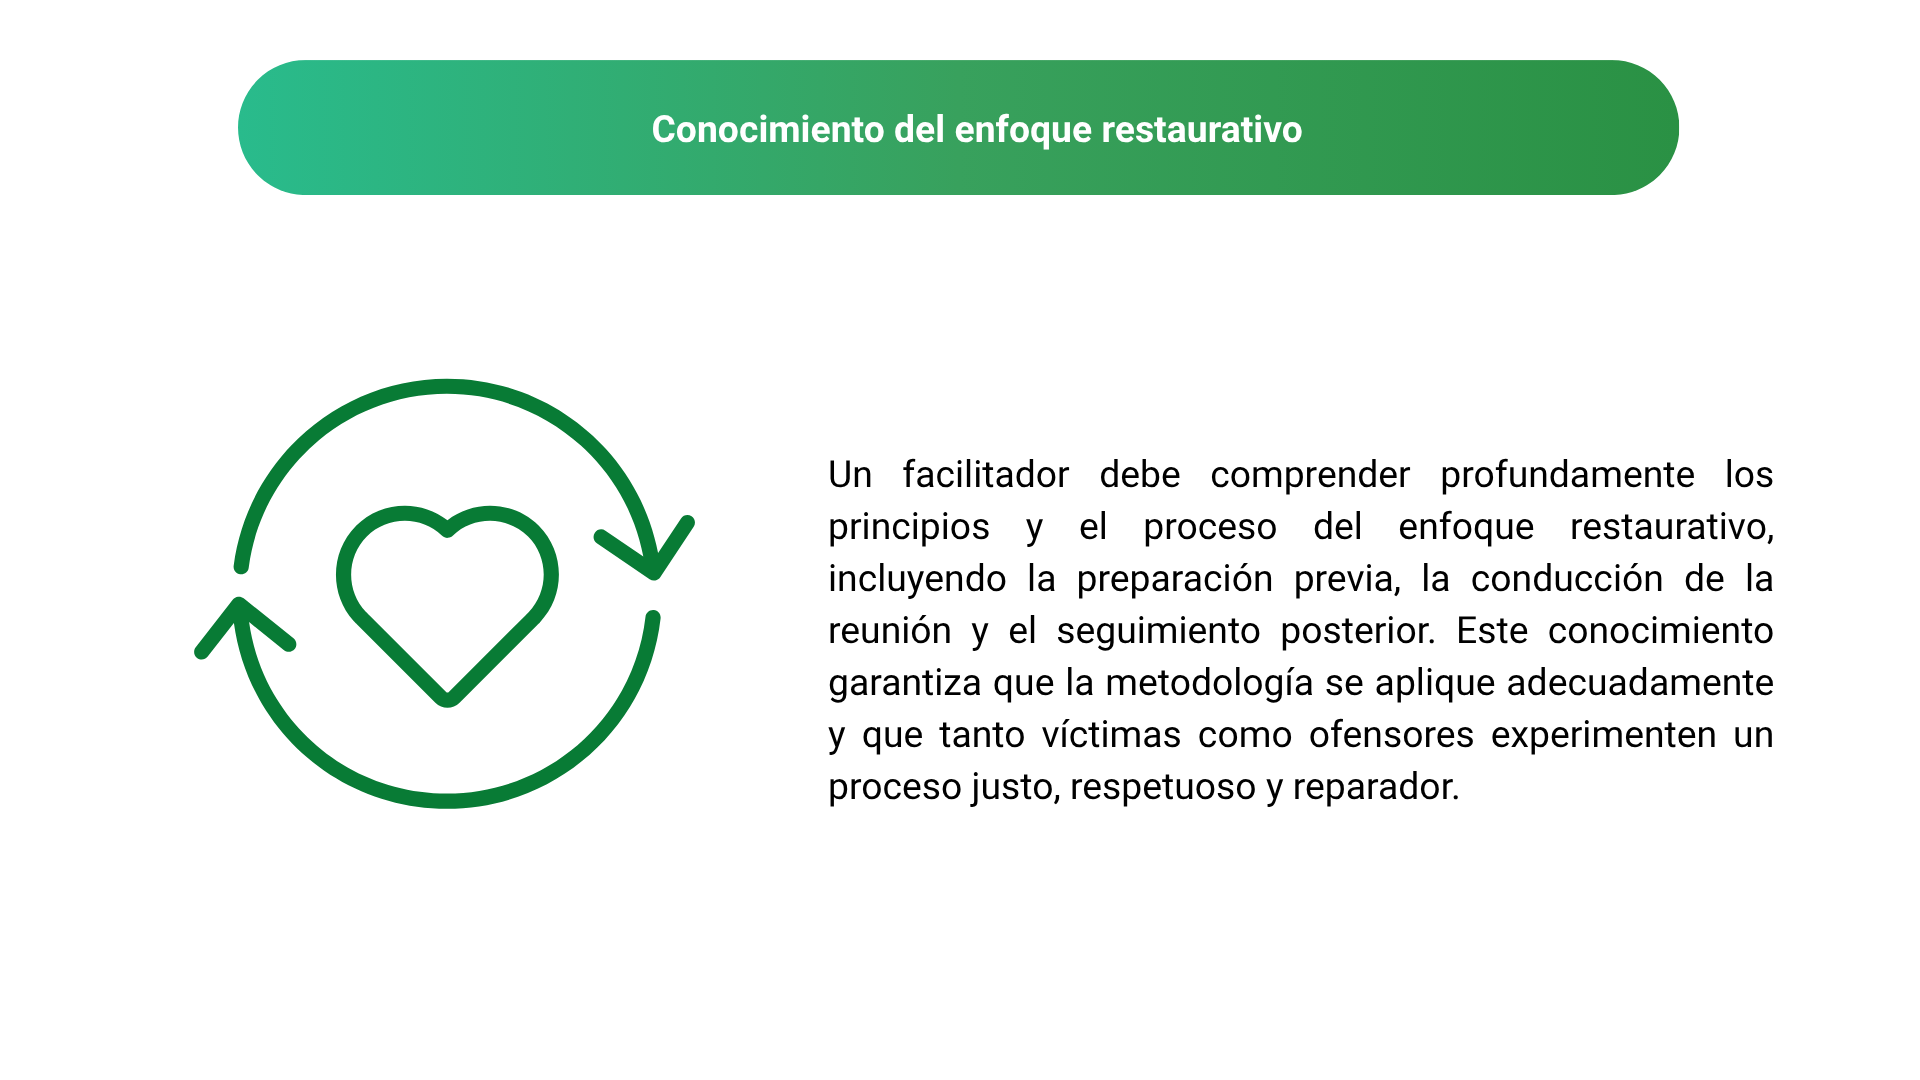 Conocimiento del enfoque restaurativo
Un facilitador debe comprender profundamente los
principios y el proceso del enfoque restaurativo,
incluyendo la preparación previa, la conducción de la
reunión y el seguimiento posterior. Este conocimiento
garantiza que la metodología se aplique adecuadamente
y que tanto víctimas como ofensores experimenten un
proceso justo, respetuoso y reparador.